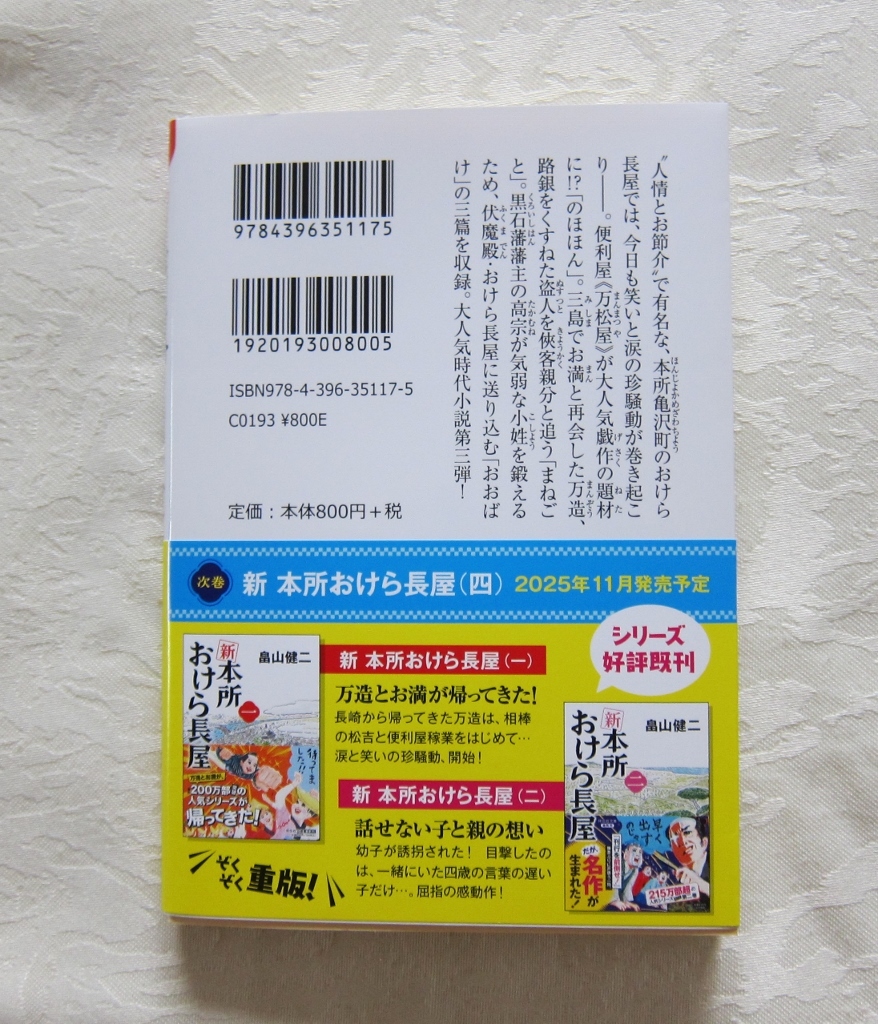 〝人情とお節介〟で有名な、本所亀沢町のおけら
長屋では、今日も笑いと涙の珍騒動が巻き起こ
り――。便利屋《万松屋》が大人気戯作の題材
に!?「のほほん」。三島でお満と再会した万造、
路銀をくすねた盗人を俠客親分と追う「まねご
と」。黒石藩藩主の高宗が気弱な小姓を鍛える
ため、伏魔殿・おけら長屋に送り込む「おおば
け」の三篇を収録。大人気時代小説第三弾!
9784396351175
1920193008005
ISBN978-4-396-35117-5
C0193 ¥800E
定価:本体800円+税
次巻 新 本所おけら長屋(四) 2025年11月発売予定
シリーズ
好評既刊
新 本所おけら長屋(一)
万造とお満が帰ってきた!
長崎から帰ってきた万造は、相棒
の松吉と便利屋稼業をはじめて…
涙と笑いの珍騒動、開始!
新 本所おけら長屋(二)
話せない子と親の想い
幼子が誘拐された! 目撃したの
は、一緒にいた四歳の言葉の遅い
子だけ…。屈指の感動作!
ぞくぞく重版!
畠山健二
新 本所
おけら長屋
一
待ってま
した!!
200万部
人気シリーズが
帰ってきた!
畠山健二
新 本所
おけら長屋
二
だが、名作が
生まれた!
215万部